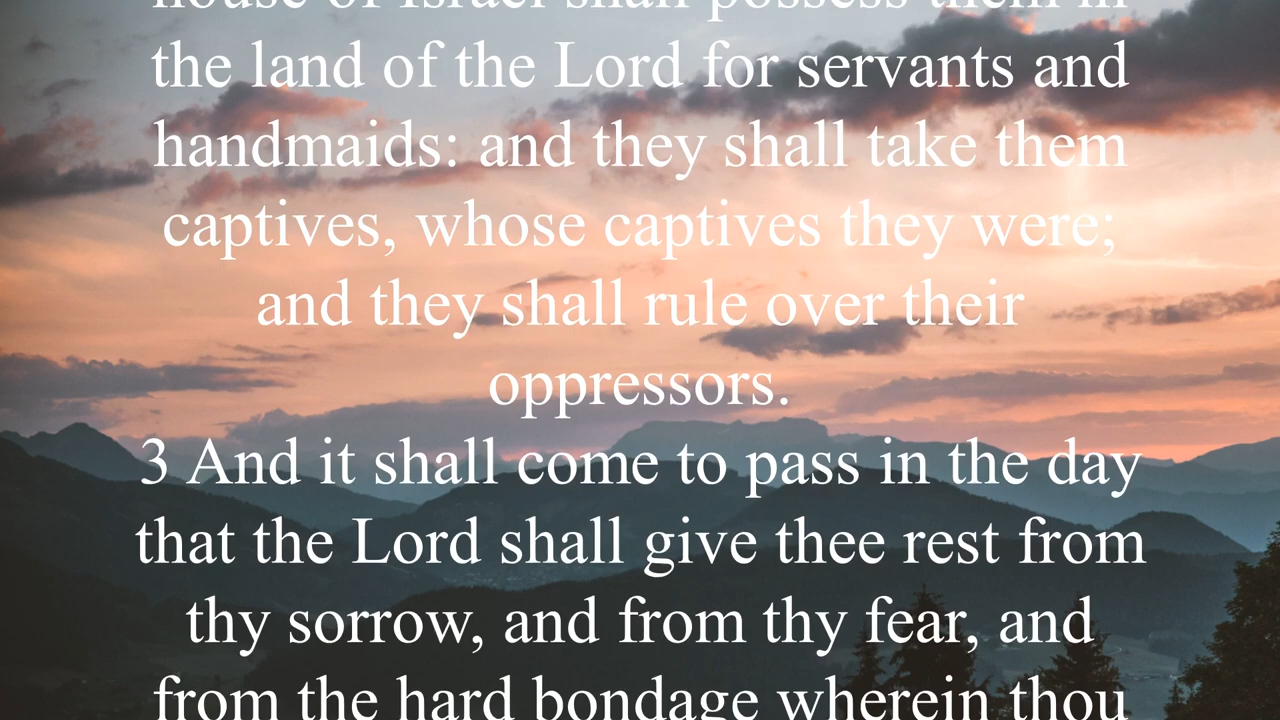 house of Israel shall possess them in
the land of the Lord for servants and
handmaids: and they shall take them
captives, whose captives they were;
and they shall rule over their
oppressors.
3 And it shall come to pass in the day
that the Lord shall give thee rest from
thy sorrow, and from thy fear, and
from the hard bondage wherein thou